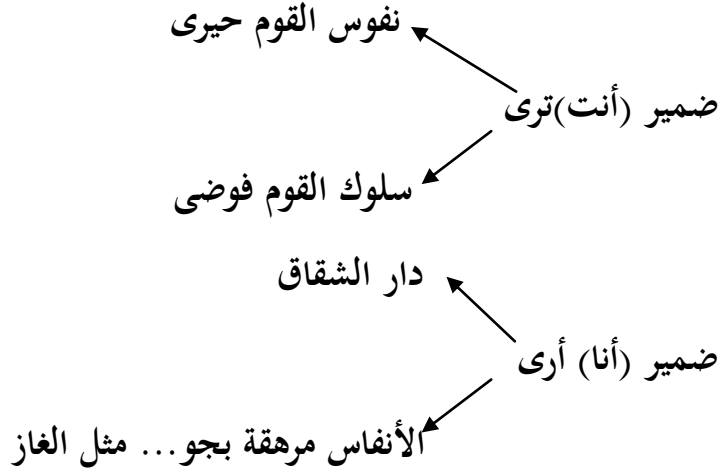 نفوس القوم حيرى
ضمير (أنت)ترى
سلوك القوم فوضى
دار الشقاق
ضمير (أنا) أرى
الأنفاس مرهقة بجو... مثل الغاز